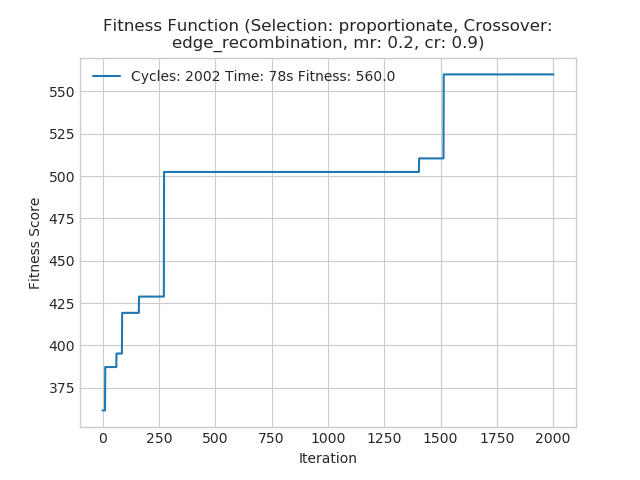 Fitness Function (Selection: proportionate, Crossover:
edge_recombination, mr: 0.2, cr: 0.9)
Cycles: 2002 Time: 78s Fitness: 560.0
550
525
500
475
450
425
400
375
Fitness Score
0 250 500 750 1000 1250 1500 1750 2000
Iteration